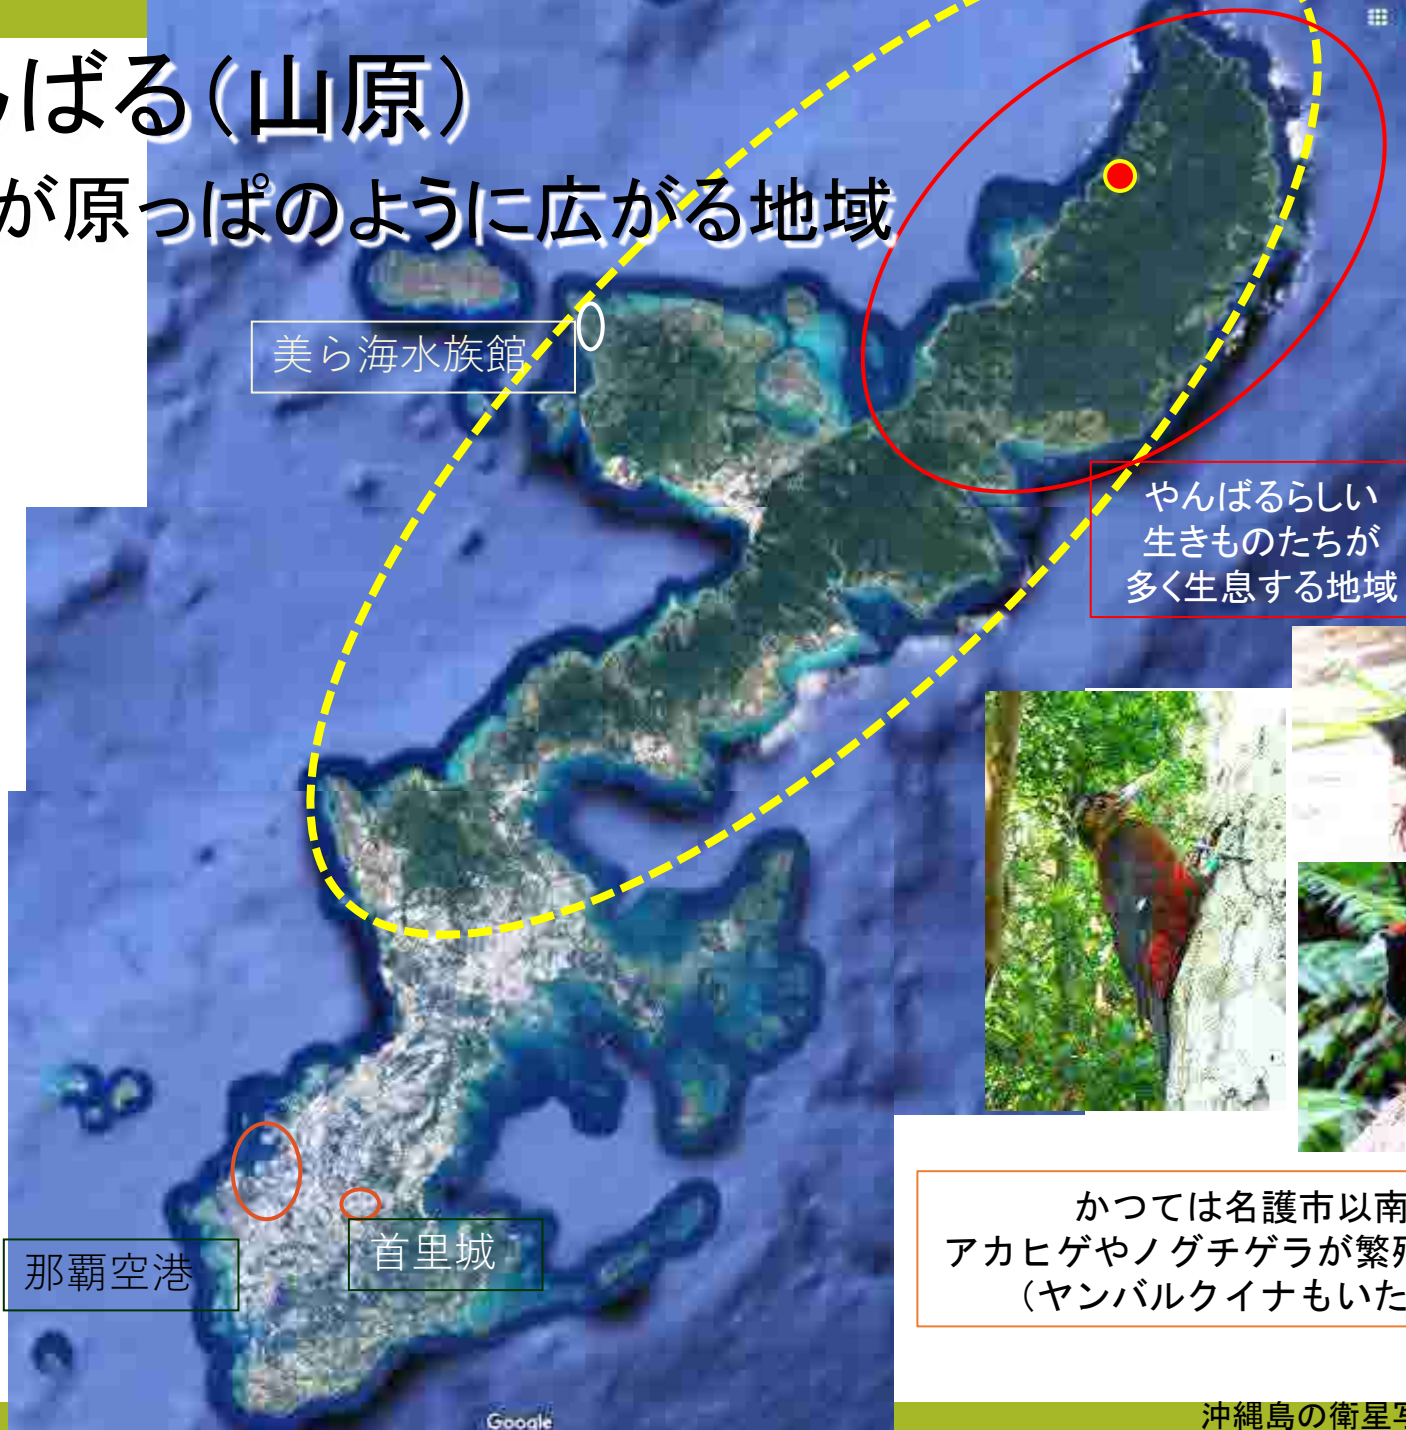 んばる（山原）
が原っぱのように広がる地域
美ら海水族館
やんばるらしい
生きものたちが
多く生息する地域
かつては名護市以南
アカヒゲやノグチゲラが繁殖
（ヤンバルクイナもいた
那覇空港
首里城
Google
沖縄島の衛星写